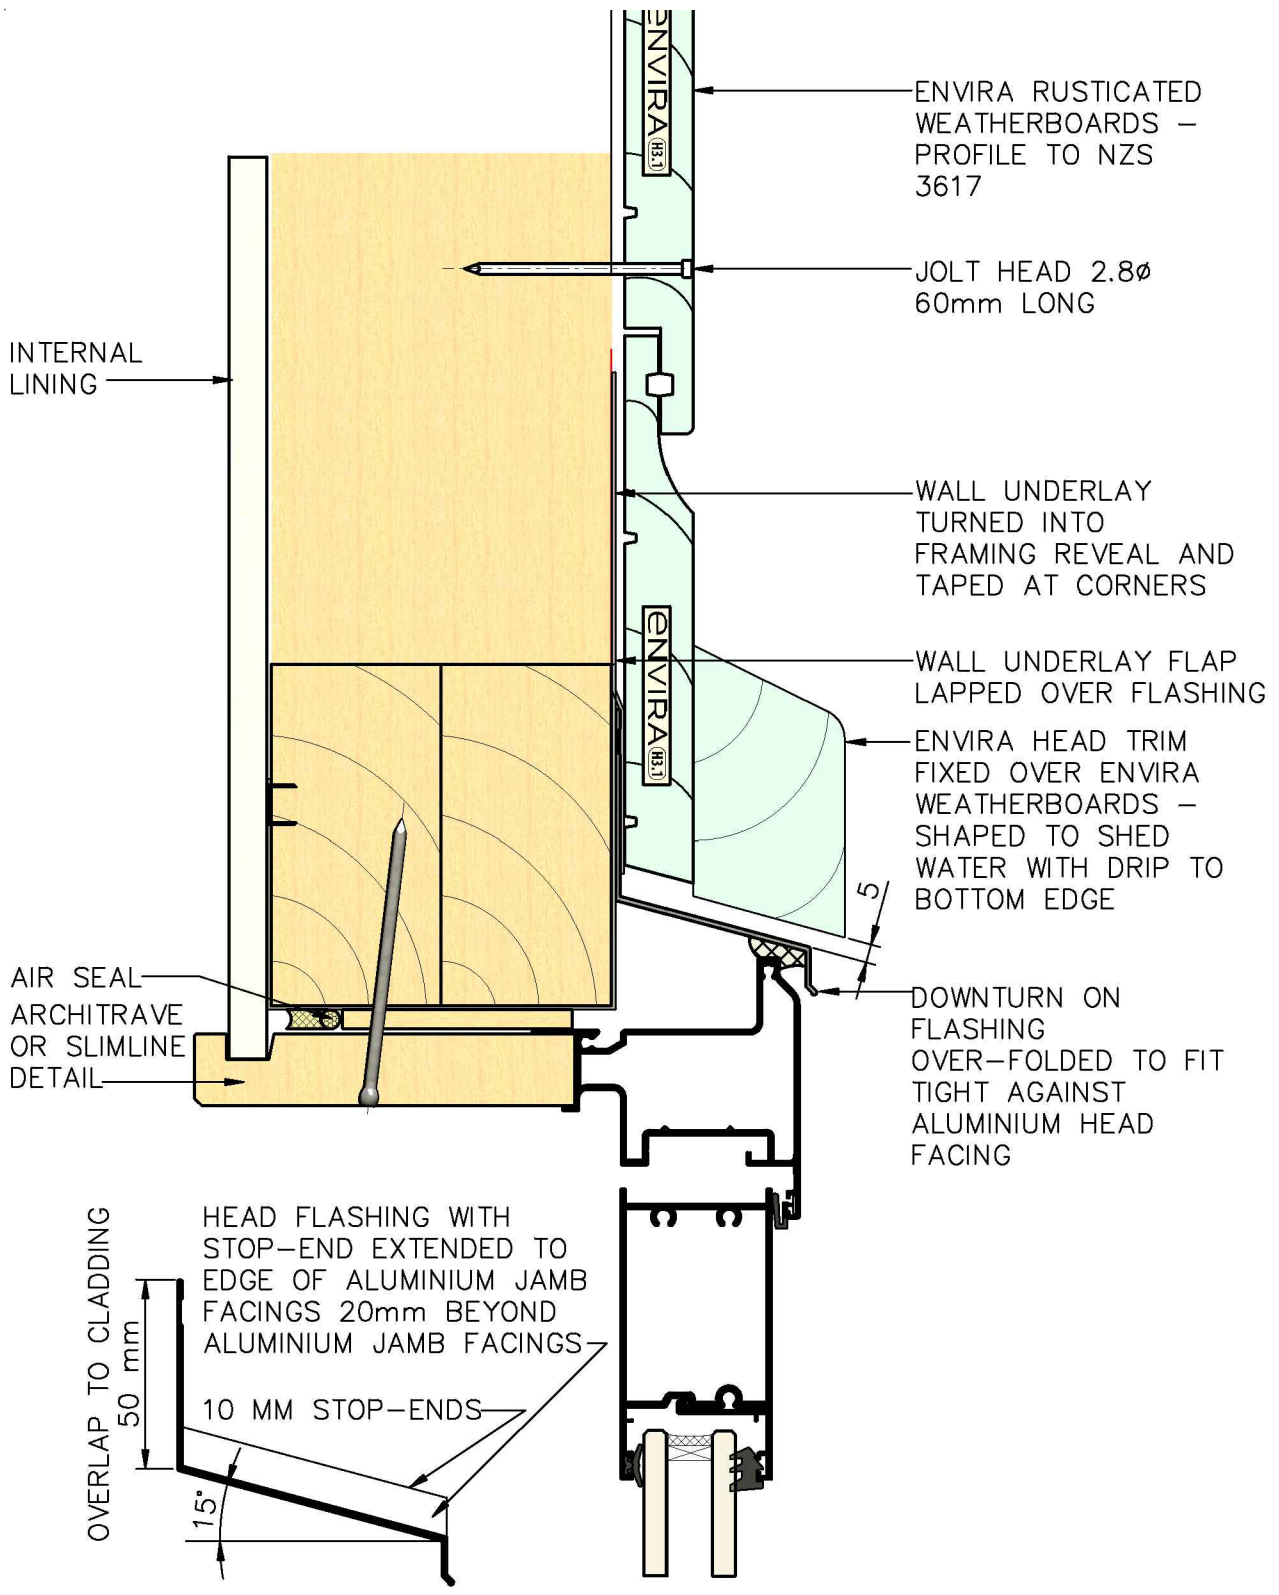 ENVIRA H3.1
ENVIRA RUSTICATED
WEATHERBOARDS –
PROFILE TO NZS
3617
JOLT HEAD 2.8ø
60mm LONG
INTERNAL
LINING
WALL UNDERLAY
TURNED INTO
FRAMING REVEAL AND
TAPED AT CORNERS
ENVIRA H3.1
WALL UNDERLAY FLAP
LAPPED OVER FLASHING
ENVIRA HEAD TRIM
FIXED OVER ENVIRA
WEATHERBOARDS –
SHAPED TO SHED
WATER WITH DRIP TO
BOTTOM EDGE
5
AIR SEAL
ARCHITRAVE
OR SLIMLINE
DETAIL
DOWNTURN ON
FLASHING
OVER–FOLDED TO FIT
TIGHT AGAINST
ALUMINIUM HEAD
FACING
HEAD FLASHING WITH
STOP–END EXTENDED TO
EDGE OF ALUMINIUM JAMB
FACINGS 20mm BEYOND
ALUMINIUM JAMB FACINGS
10 MM STOP–ENDS
OVERLAP TO CLADDING
50 mm
15°